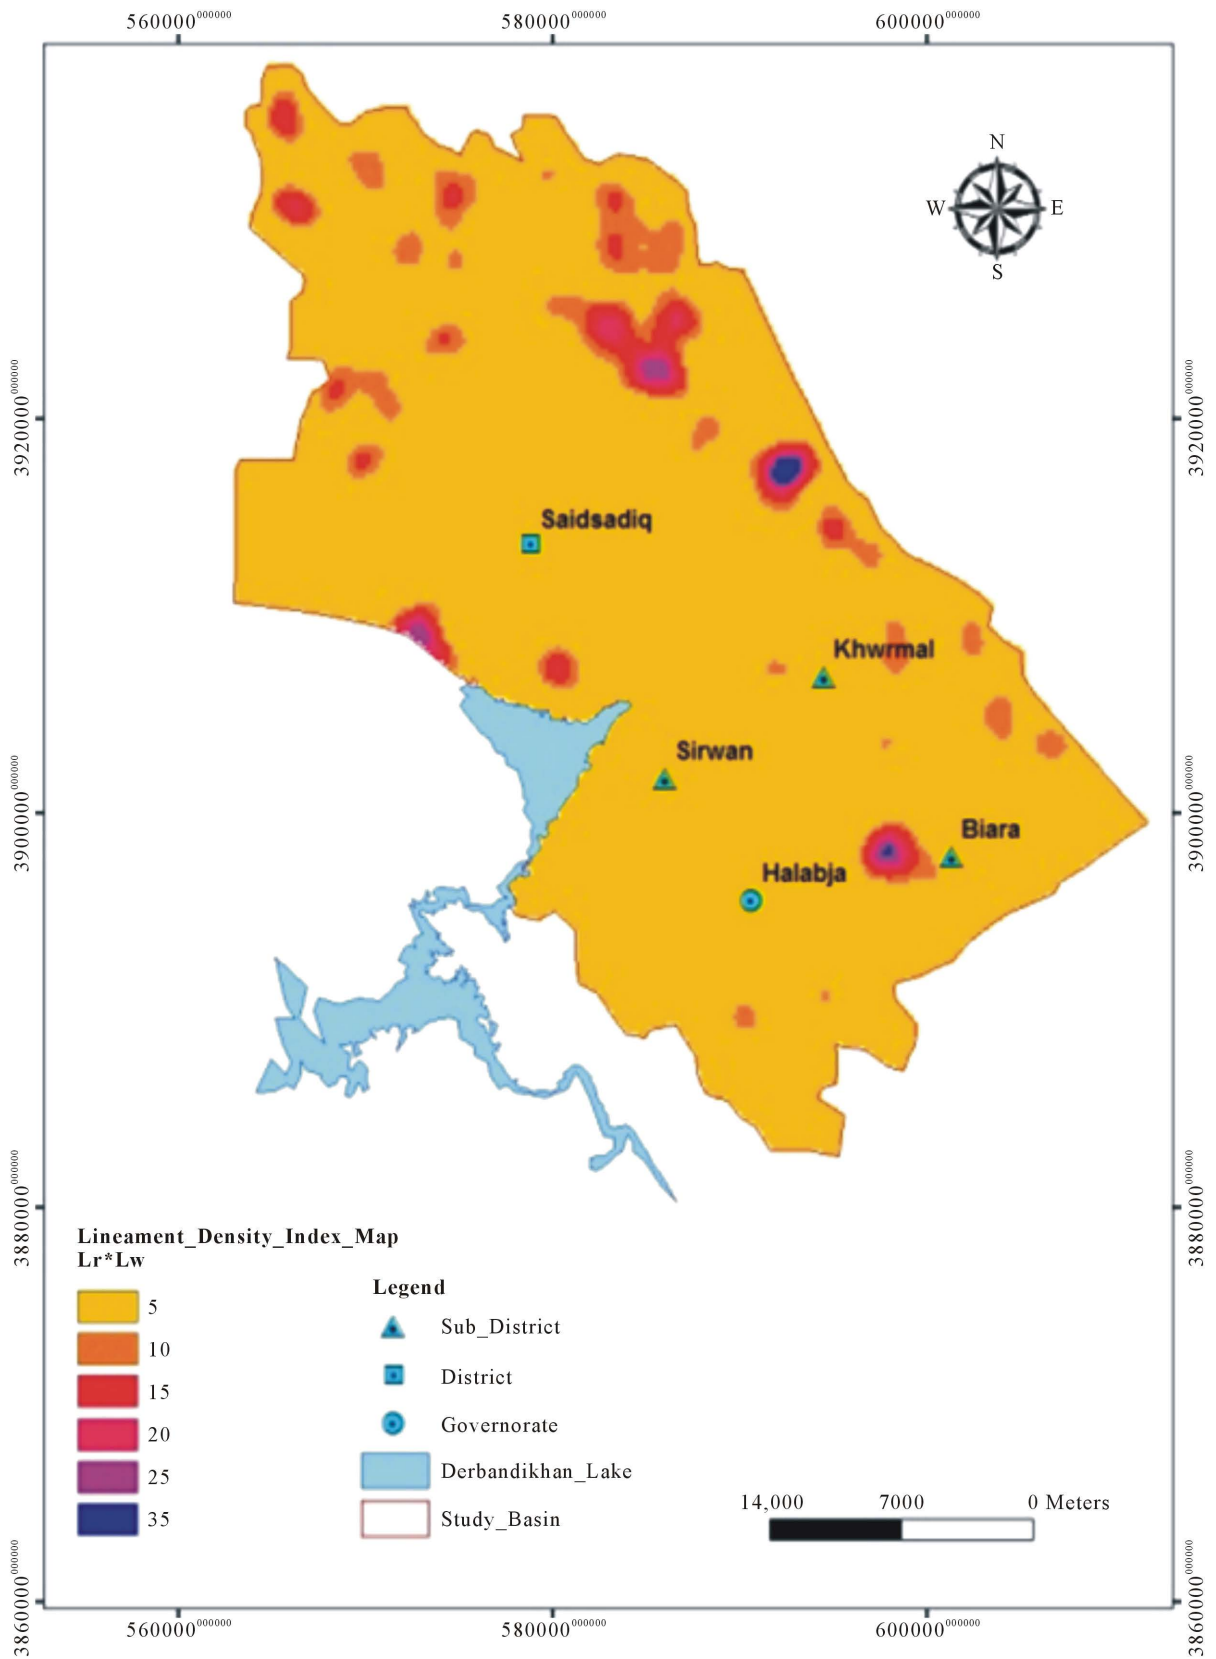 560000000000 580000000000 600000000000
N
W E
S
3920000000000
3920000000000
Saidsadiq
Khwrmal
Sirwan
3900000000000
3900000000000
Biara
Halabja
3880000000000
3880000000000
Lineament_Density_Index_Map
Lr*Lw
Legend
5
Sub_District
10
District
15
Governorate
20
Derbandikhan_Lake
25
14,000 7000 0 Meters
35
Study_Basin
3860000000000
3860000000000
560000000000 580000000000 600000000000